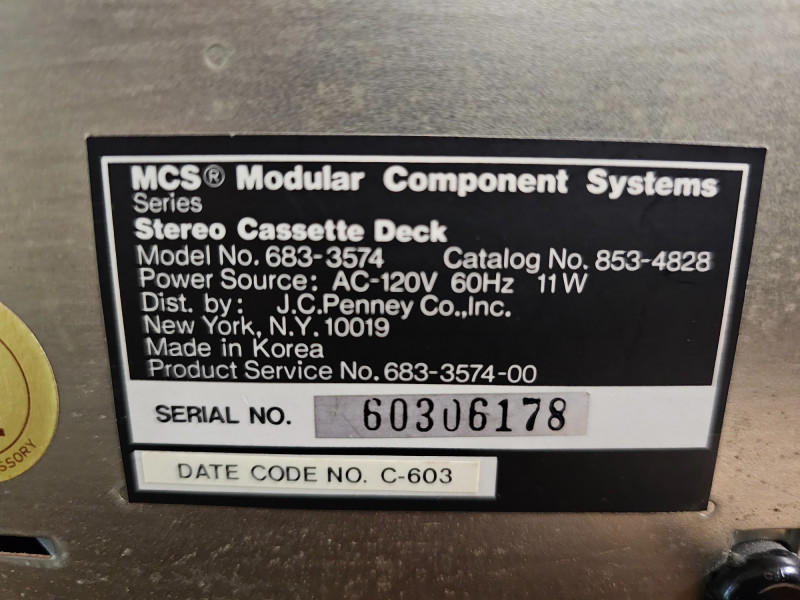 MCS® Modular Component Systems
Series
Stereo Cassette Deck
Model No. 683-3574 Catalog No. 853-4828
Power Source: AC-120V 60Hz 11W
Dist. by: J.C.Penney Co.,Inc.
New York, N.Y. 10019
Made in Korea
Product Service No. 683-3574-00
SERIAL NO. 60306178
DATE CODE NO. C-603